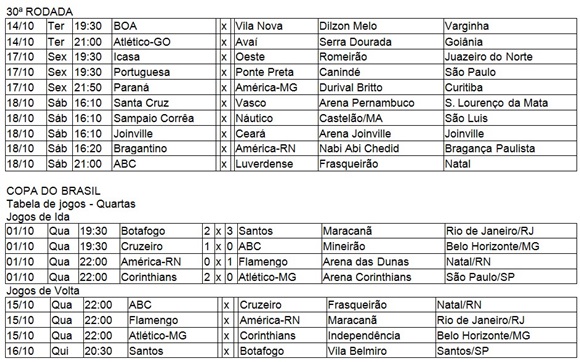 30ª RODADA
14/10 Ter 19:30 BOA x Vila Nova Dilzon Melo Varginha
14/10 Ter 21:00 Atlético-GO x Avaí Serra Dourada Goiânia
17/10 Sex 19:30 Icasa x Oeste Romeirão Juazeiro do Norte
17/10 Sex 19:30 Portuguesa x Ponte Preta Canindé São Paulo
17/10 Sex 21:50 Paraná x América-MG Durival Britto Curitiba
18/10 Sáb 16:10 Santa Cruz x Vasco Arena Pernambuco S. Lourenço da Mata
18/10 Sáb 16:10 Sampaio Corrêa x Náutico Castelão/MA São Luis
18/10 Sáb 16:10 Joinville x Ceará Arena Joinville Joinville
18/10 Sáb 16:20 Bragantino x América-RN Nabi Abi Chedid Bragança Paulista
18/10 Sáb 21:00 ABC x Luverdense Frasqueirão Natal
COPA DO BRASIL
Tabela de jogos - Quartas
Jogos de Ida
01/10 Qua 19:30 Botafogo 2 x 3 Santos Maracanã Rio de Janeiro/RJ
01/10 Qua 19:30 Cruzeiro 1 x 0 ABC Mineirão Belo Horizonte/MG
01/10 Qua 22:00 América-RN 0 x 1 Flamengo Arena das Dunas Natal/RN
01/10 Qua 22:00 Corinthians 2 x 0 Atlético-MG Arena Corinthians São Paulo/SP
Jogos de Volta
15/10 Qua 22:00 ABC x Cruzeiro Frasqueirão Natal/RN
15/10 Qua 22:00 Flamengo x América-RN Maracanã Rio de Janeiro/RJ
15/10 Qua 22:00 Atlético-MG x Corinthians Independência Belo Horizonte/MG
16/10 Qui 20:30 Santos x Botafogo Vila Belmiro Santos/SP